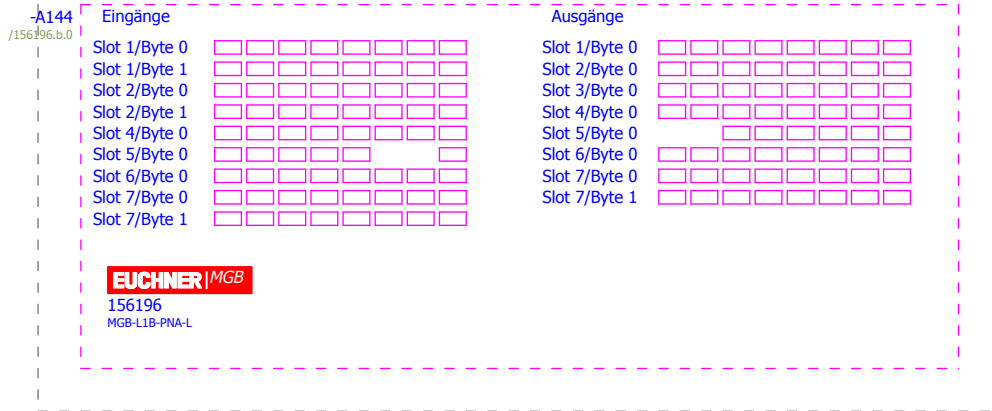 -A144
/156196.b.0
Eingänge
Slot 1/Byte 0
Slot 1/Byte 1
Slot 2/Byte 0
Slot 2/Byte 1
Slot 4/Byte 0
Slot 5/Byte 0
Slot 6/Byte 0
Slot 7/Byte 0
Slot 7/Byte 1
Ausgänge
Slot 1/Byte 0
Slot 2/Byte 0
Slot 3/Byte 0
Slot 4/Byte 0
Slot 5/Byte 0
Slot 6/Byte 0
Slot 7/Byte 0
Slot 7/Byte 1
EUCHNER|MGB
156196
MGB-L1B-PNA-L